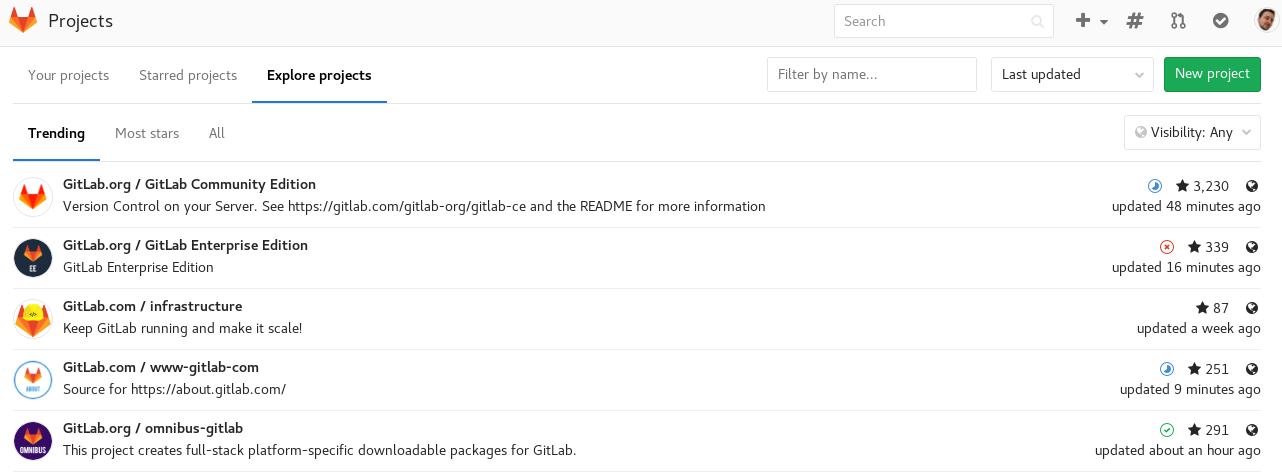 Projects
Search
Your projects
Starred projects
Explore projects
Filter by name...
Last updated
New project
Trending
Most stars
All
Visibility: Any
GitLab.org / GitLab Community Edition
3,230
Version Control on your Server. See https://gitlab.com/gitlab-org/gitlab-ce and the README for more information
updated 48 minutes ago
EE
GitLab.org / GitLab Enterprise Edition
339
GitLab Enterprise Edition
updated 16 minutes ago
GitLab.com / infrastructure
87
Keep GitLab running and make it scale!
updated a week ago
ABOUT
GitLab.com / www-gitlab-com
251
Source for https://about.gitlab.com/
updated 9 minutes ago
OMNIBUS
GitLab.org / omnibus-gitlab
291
This project creates full-stack platform-specific downloadable packages for GitLab.
updated about an hour ago